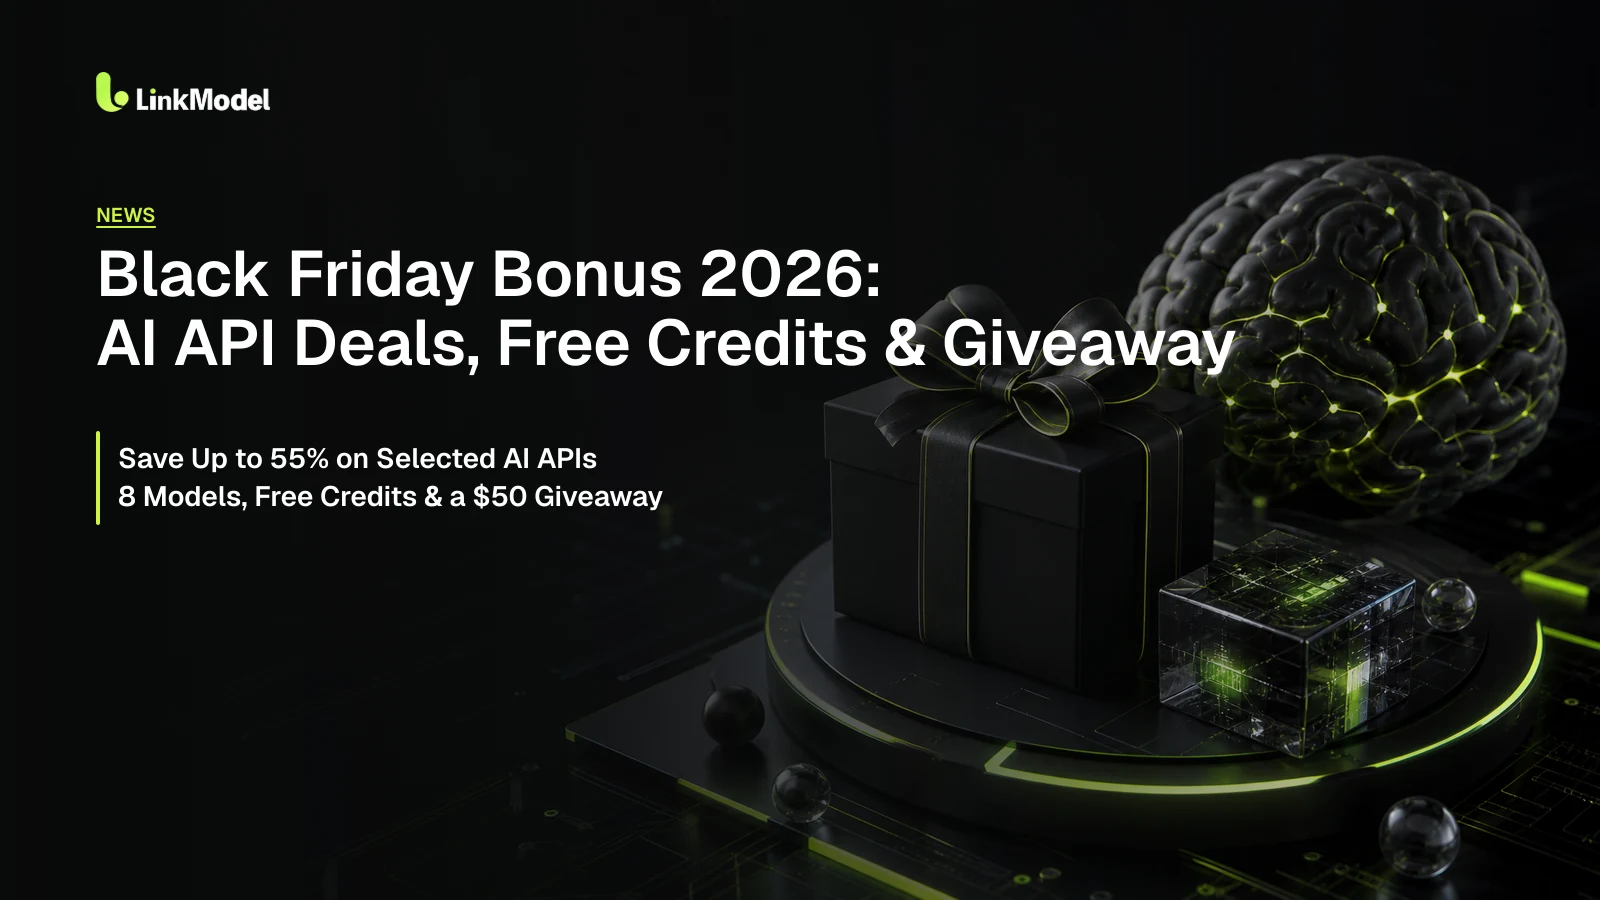 LinkModel
NEWS
Black Friday Bonus 2026:
AI API Deals, Free Credits & Giveaway
Save Up to 55% on Selected AI APIs
8 Models, Free Credits & a $50 Giveaway